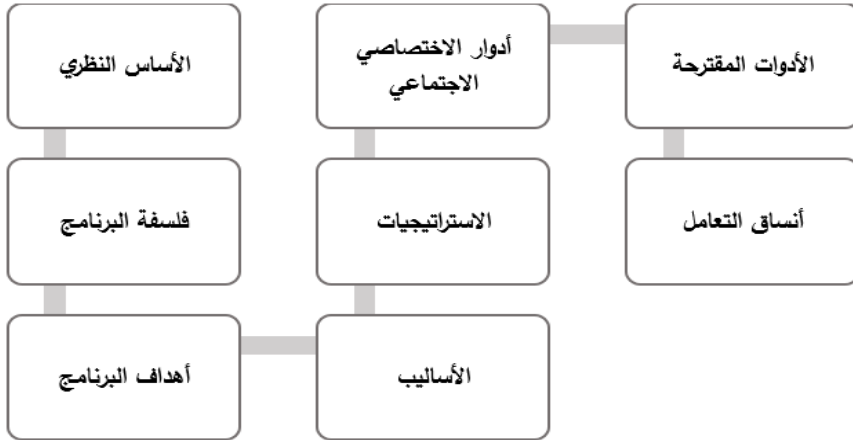 الأساس النظري
فلسفة البرنامج
أهداف البرنامج
الأساليب
الاستراتيجيات
أدوار الاختصاصي
الاجتماعي
الأدوات المقترحة
أنساق التعامل